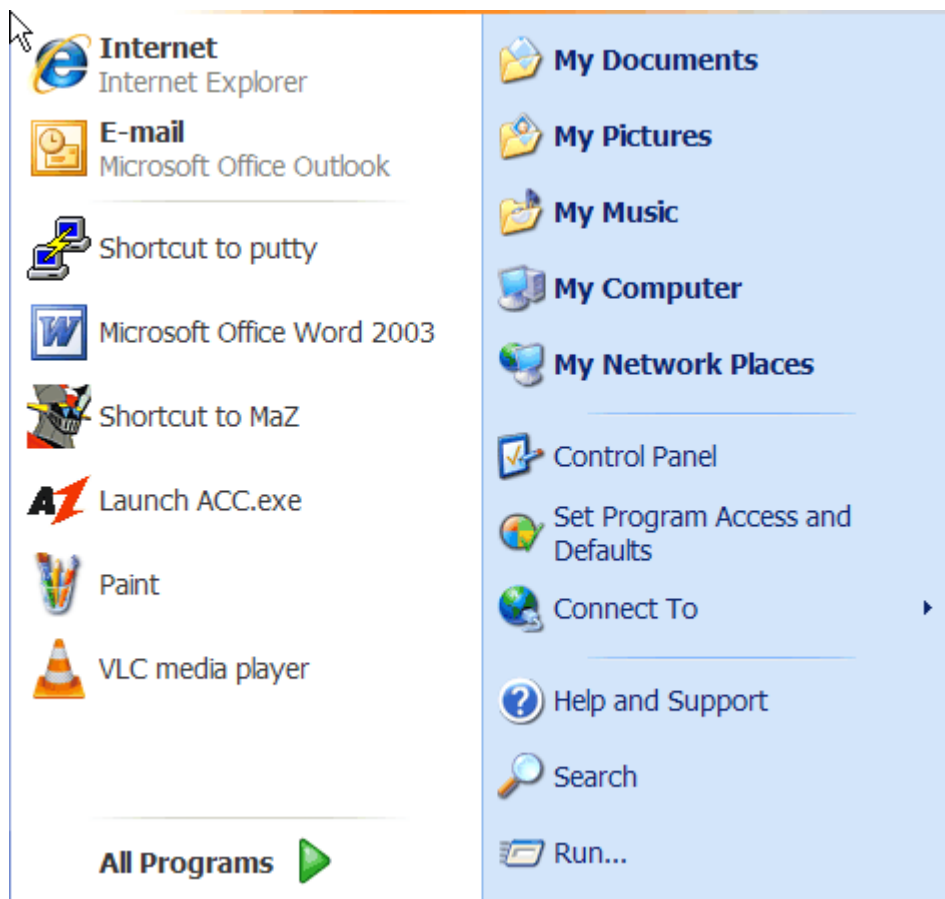 Internet
Internet Explorer
E-mail
Microsoft Office Outlook
Shortcut to putty
Microsoft Office Word 2003
Shortcut to MaZ
Launch ACC.exe
Paint
VLC media player
All Programs
My Documents
My Pictures
My Music
My Computer
My Network Places
Control Panel
Set Program Access and
Defaults
Connect To
Help and Support
Search
Run...